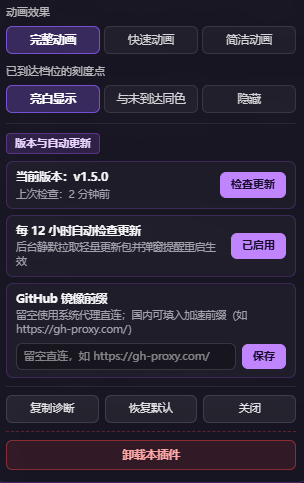 动画效果
完整动画 快速动画 简洁动画
已到达档位的刻度点
亮白显示 与未到达同色 隐藏
版本与自动更新
当前版本：v1.5.0
上次检查：2 分钟前
检查更新
每 12 小时自动检查更新
后台静默拉取轻量更新包并弹窗提醒重启生
效
已启用
GitHub 镜像前缀
留空使用系统代理直连；国内可填入加速前缀（如
https://gh-proxy.com/）
留空直连，如 https://gh-proxy.com/ 保存
复制诊断 恢复默认 关闭
卸载本插件